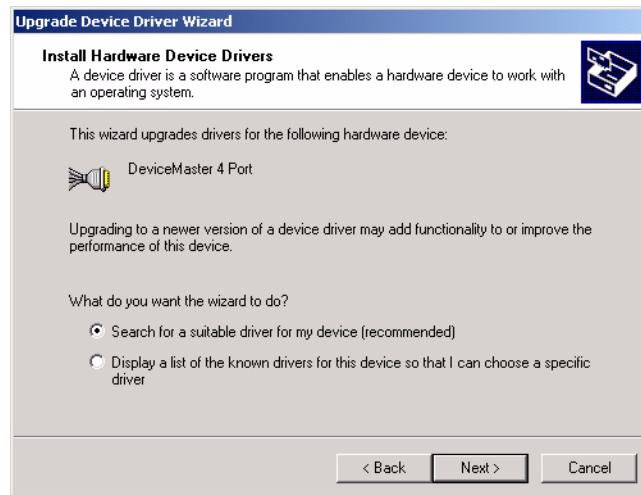 Upgrade Device Driver Wizard
Install Hardware Device Drivers
A device driver is a software program that enables a hardware device to work with
an operating system.
This wizard upgrades drivers for the following hardware device:
DeviceMaster 4 Port
Upgrading to a newer version of a device driver may add functionality to or improve the
performance of this device.
What do you want the wizard to do?
Search for a suitable driver for my device (recommended)
Display a list of the known drivers for this device so that I can choose a specific
driver
< Back Next > Cancel